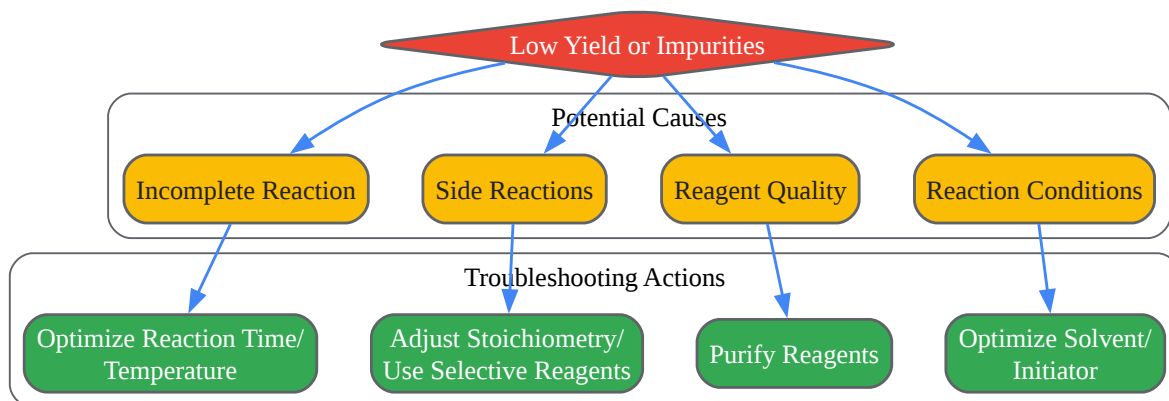 Low Yield or Impurities
Potential Causes
Incomplete Reaction
Side Reactions
Reagent Quality
Reaction Conditions
Troubleshooting Actions
Optimize Reaction Time/
Temperature
Adjust Stoichiometry/
Use Selective Reagents
Purify Reagents
Optimize Solvent/
Initiator